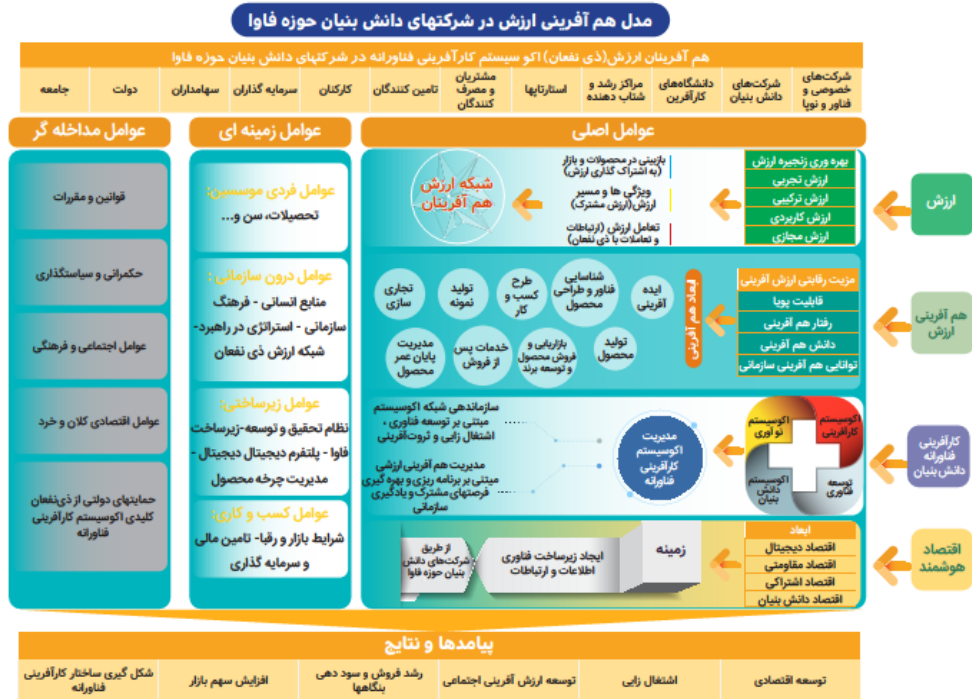 مدل هم آفرینی ارزش در شرکتهای دانش بنیان حوزه فاوا
هم آفرینان ارزش(ذی نفعان) اکو سیستم کارآفرینی فناورانه در شرکتهای دانش بنیان حوزه فاوا
شرکت‌های
خصوصی و
فناور و نوپا
شرکت‌های
دانش بنیان
دانشگاه‌های
کارآفرین
مراکز رشد و
شتاب دهنده
استارتاپها
مشتریان
و مصرف
کنندگان
تامین کنندگان
کارکنان
سرمایه گذاران
سهامداران
دولت
جامعه
عوامل اصلی
ارزش
بهره وری زنجیره ارزش
ارزش تجربی
ارزش ترکیبی
ارزش کاربردی
ارزش مجازی
بازبینی در محصولات و بازار
(به اشتراک گذاری ارزش)
ویژگی ها و مسیر
ارزش(ارزش مشترک)
تعامل ارزش (ارتباطات
و تعاملات با ذی نفعان)
شبکه ارزش
هم آفرینان
هم آفرینی
ارزش
مزیت رقابتی ارزش آفرینی
قابلیت پویا
رفتار هم آفرینی
دانش هم آفرینی
توانایی هم آفرینی سازمانی
ابعاد هم آفرینی
ایده
آفرینی
شناسایی
فناور و طراحی
محصول
طرح
کسب و
کار
تولید
نمونه
تجاری
سازی
تولید
محصول
بازاریابی و
فروش محصول
و توسعه برند
خدمات پس
از فروش
مدیریت
پایان عمر
محصول
کارآفرینی
فناورانه
دانش بنیان
اکوسیستم
کارآفرینی
اکوسیستم
نو آوری
توسعه
فناوری
اکوسیستم
دانش
بنیان
مدیریت
اکوسیستم
کارآفرینی
فناورانه
سازماندهی شبکه اکوسیستم
مبتنی بر توسعه فناوری ،
اشتغال زایی و ثروت‌آفرینی
مدیریت هم آفرینی ارزشی
مبتنی بر برنامه ریزی و بهره گیری
فرصتهای مشترک و یادگیری
سازمانی
اقتصاد
هوشمند
ابعاد
اقتصاد دیجیتال
اقتصاد مقاومتی
اقتصاد اشتراکی
اقتصاد دانش بنیان
زمینه
ایجاد زیرساخت فناوری
اطلاعات و ارتباطات
از طریق
شرکت‌های دانش
بنیان حوزه فاوا
عوامل زمینه ای
عوامل فردی موسسین:
تحصیلات، سن و...
عوامل درون سازمانی :
منابع انسانی - فرهنگ
سازمانی - استراتژی در راهبرد-
شبکه ارزش ذی نفعان
عوامل زیرساختی:
نظام تحقیق و توسعه-زیرساخت
فاوا - پلتفرم دیجیتال دیجیتال -
مدیریت چرخه محصول
عوامل کسب و کاری:
شرایط بازار و رقبا- تامین مالی
و سرمایه گذاری
عوامل مداخله گر
قوانین و مقررات
حکمرانی و سیاستگذاری
عوامل اجتماعی و فرهنگی
عوامل اقتصادی کلان و خرد
حمایتهای دولتی از ذی‌نفعان
کلیدی اکوسیستم کارآفرینی
فناورانه
پیامدها و نتایج
توسعه اقتصادی
اشتغال زایی
توسعه ارزش آفرینی اجتماعی
رشد فروش و سود دهی
بنگاهها
افزایش سهم بازار
شکل گیری ساختار کارآفرینی
فناورانه